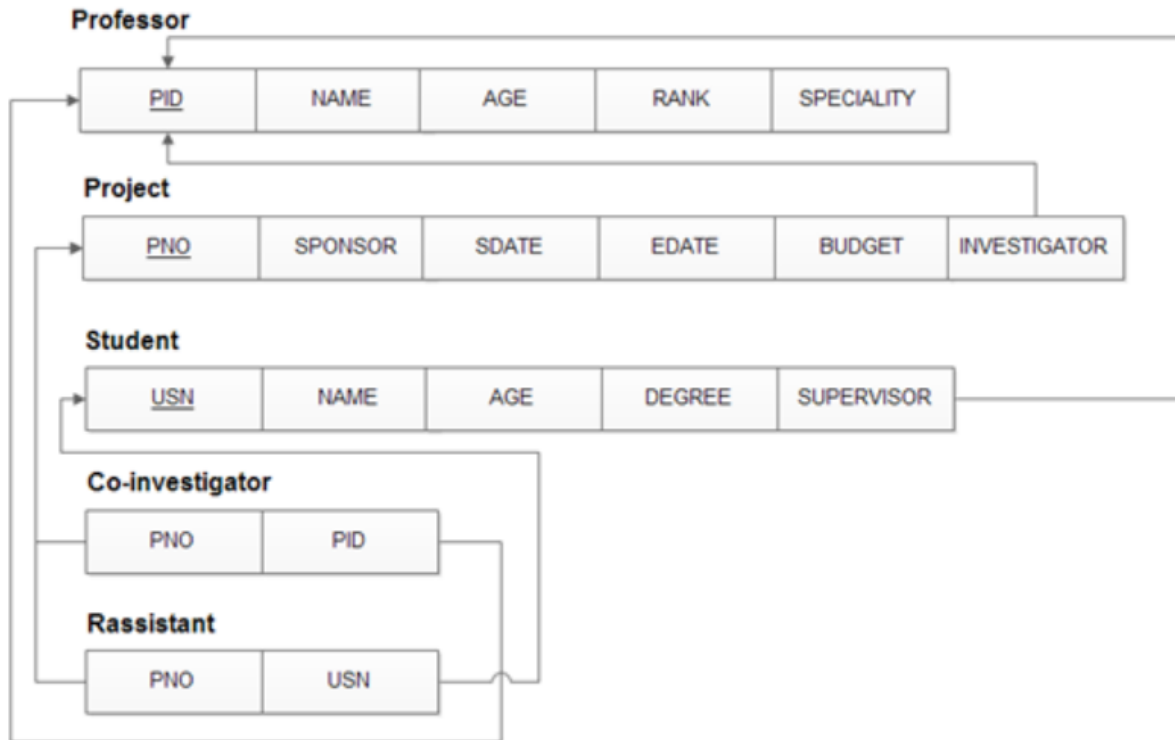 Professor
PID NAME AGE RANK SPECIALITY
Project
PNO SPONSOR SDATE EDATE BUDGET INVESTIGATOR
Student
USN NAME AGE DEGREE SUPERVISOR
Co-investigator
PNO PID
Rassistant
PNO USN